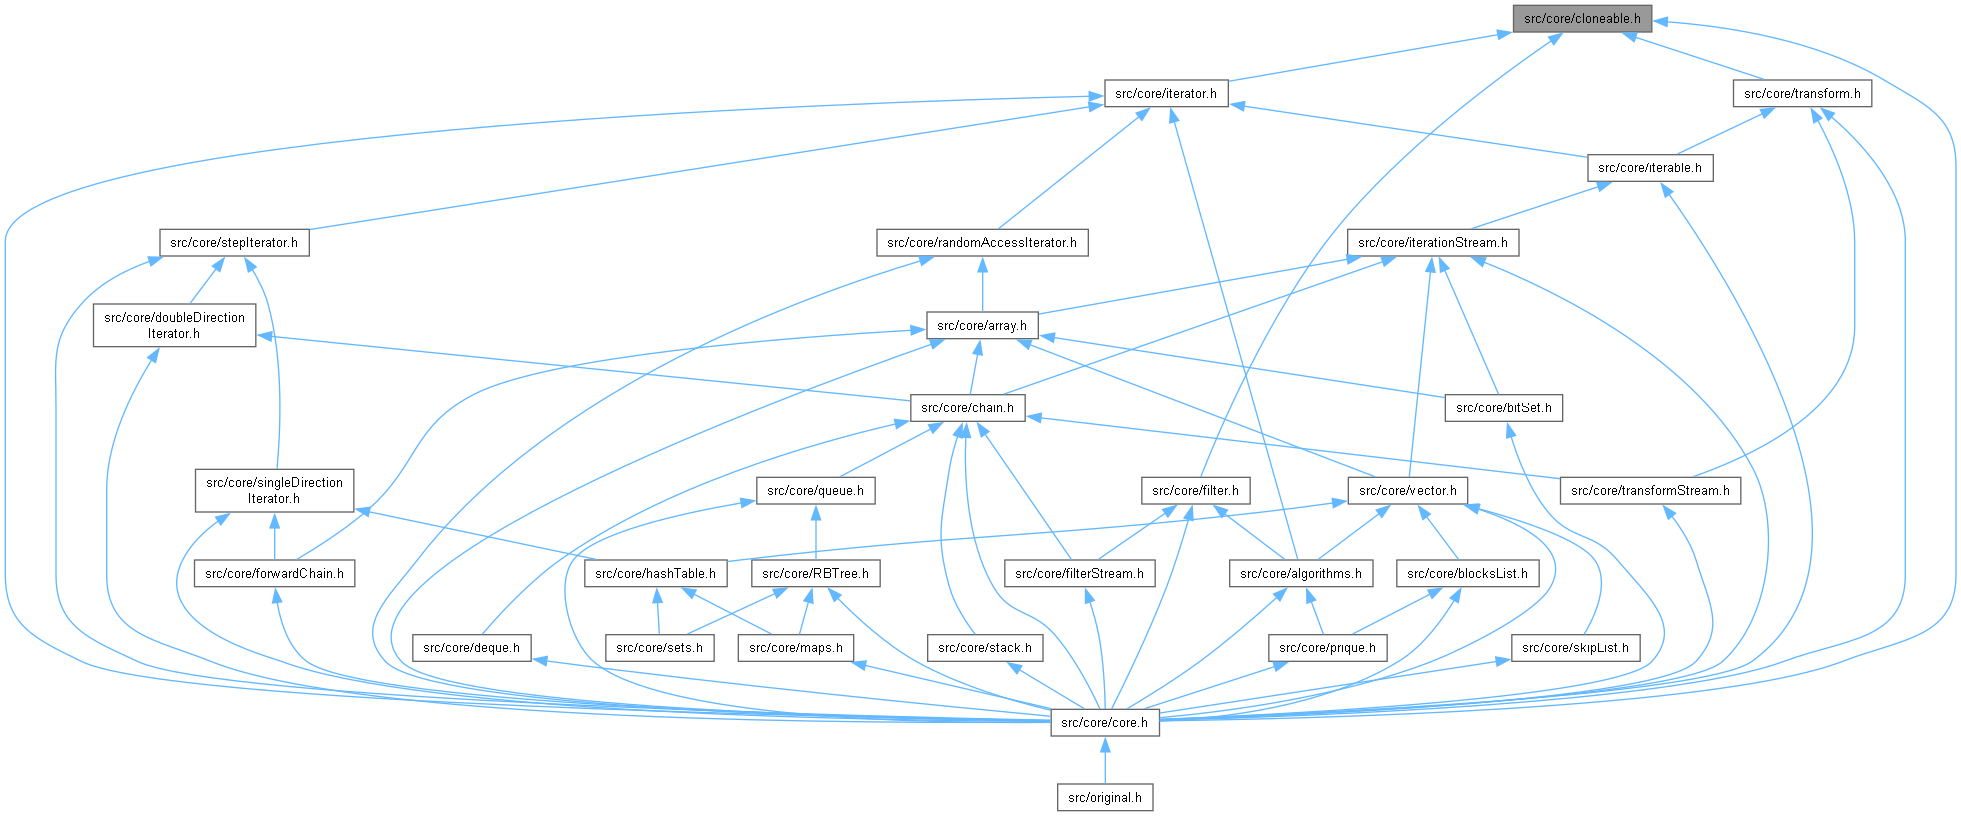 src/core/cloneable.h
src/core/iterator.h
src/core/transform.h
src/core/iterable.h
src/core/stepIterator.h
src/core/randomAccessIterator.h
src/core/iterationStream.h
src/core/doubleDirection
Iterator.h
src/core/array.h
src/core/chain.h
src/core/bitSet.h
src/core/singleDirection
Iterator.h
src/core/queue.h
src/core/filter.h
src/core/vector.h
src/core/transformStream.h
src/core/forwardChain.h
src/core/hashTable.h
src/core/RBTree.h
src/core/filterStream.h
src/core/algorithms.h
src/core/blocksList.h
src/core/deque.h
src/core/sets.h
src/core/maps.h
src/core/stack.h
src/core/prique.h
src/core/skipList.h
src/core/core.h
src/original.h